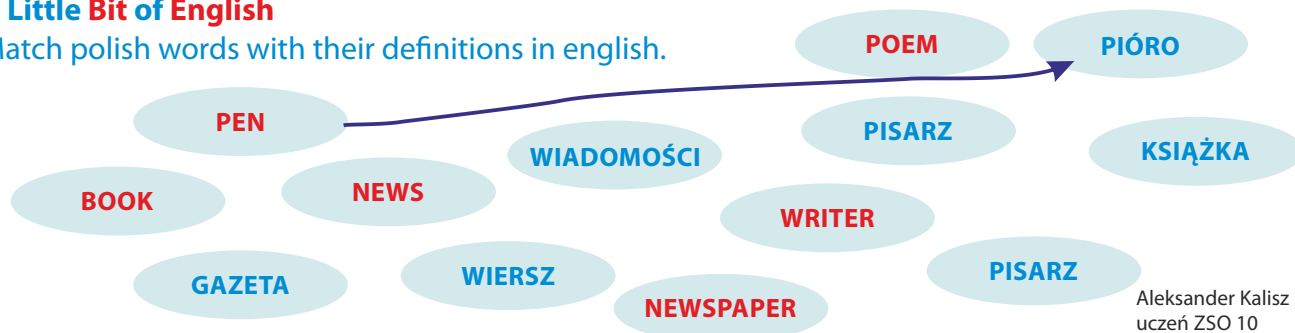 Little Bit of English
Match polish words with their definitions in english.
POEM
PIÓRO
PEN
PISARZ
WIADOMOŚCI
KSIĄŻKA
BOOK
NEWS
WRITER
GAZETA
WIERSZ
PISARZ
NEWSPAPER
Aleksander Kalisz
uczeń ZSO 10